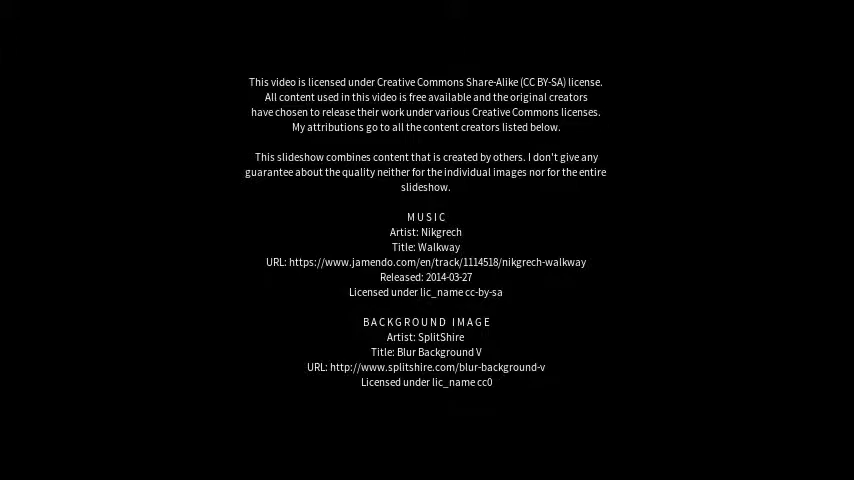 This video is licensed under Creative Commons Share-Alike (CC BY-SA) license.
All content used in this video is free available and the original creators
have chosen to release their work under various Creative Commons licenses.
My attributions go to all the content creators listed below.
This slideshow combines content that is created by others. I don't give any
guarantee about the quality neither for the individual images nor for the entire
slideshow.
MUSIC
Artist: Nikgrech
Title: Walkway
URL: https://www.jamendo.com/en/track/1114518/nikgrech-walkway
Released: 2014-03-27
Licensed under lic_name cc-by-sa
BACKGROUND IMAGE
Artist: SplitShire
Title: Blur Background V
URL: http://www.splitshire.com/blur-background-v
Licensed under lic_name cc0